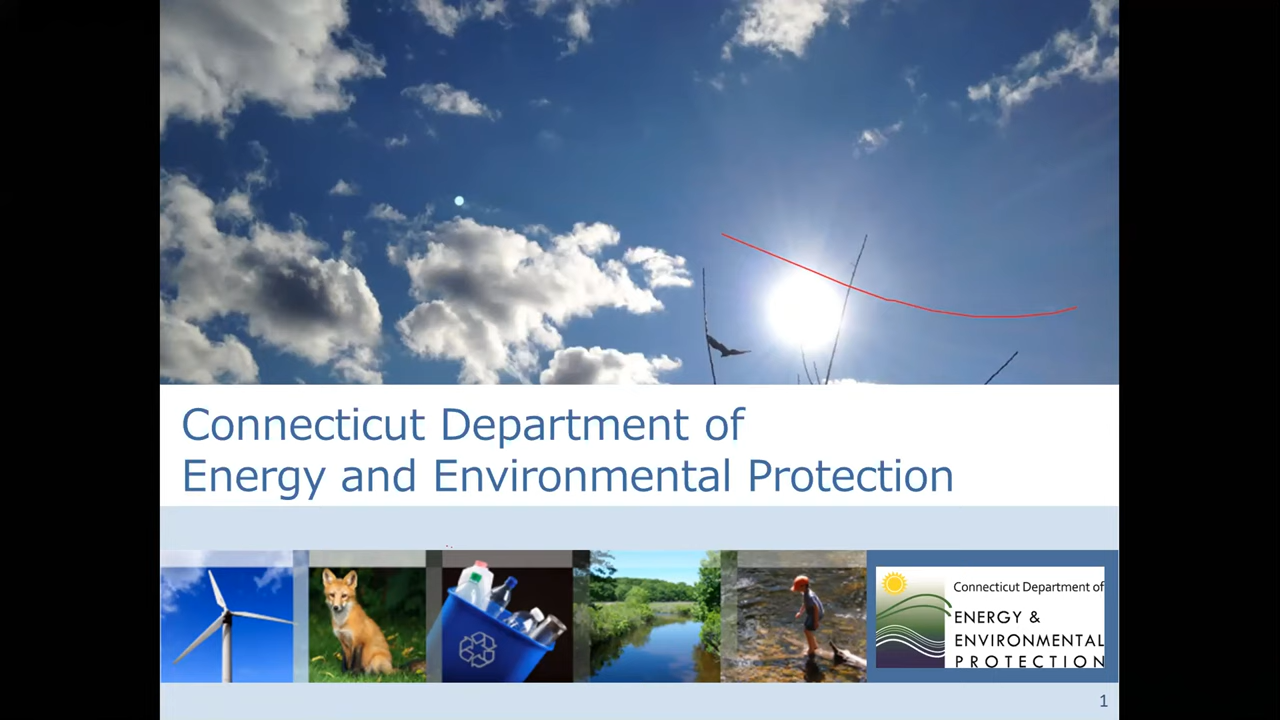 Connecticut Department of
Energy and Environmental Protection
Connecticut Department of
ENERGY &
ENVIRONMENTAL
PROTECTION
1